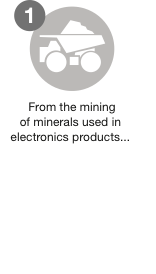 1
From the mining
of minerals used in
electronics products...